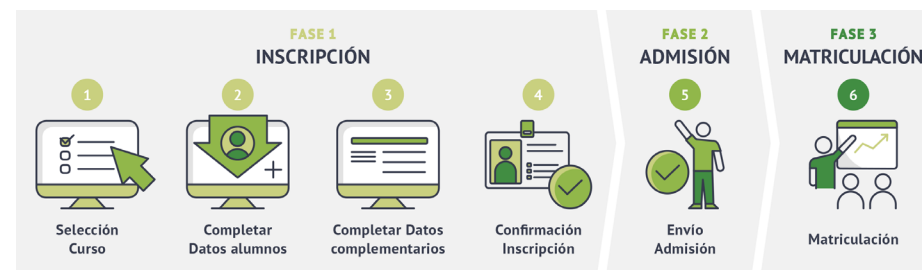 FASE 1
INSCRIPCIÓN
1
2
3
4
Selección
Curso
Completar
Datos alumnos
Completar Datos
complementarios
Confirmación
Inscripción
FASE 2
ADMISIÓN
5
Envío
Admisión
FASE 3
MATRICULACIÓN
6
Matriculación